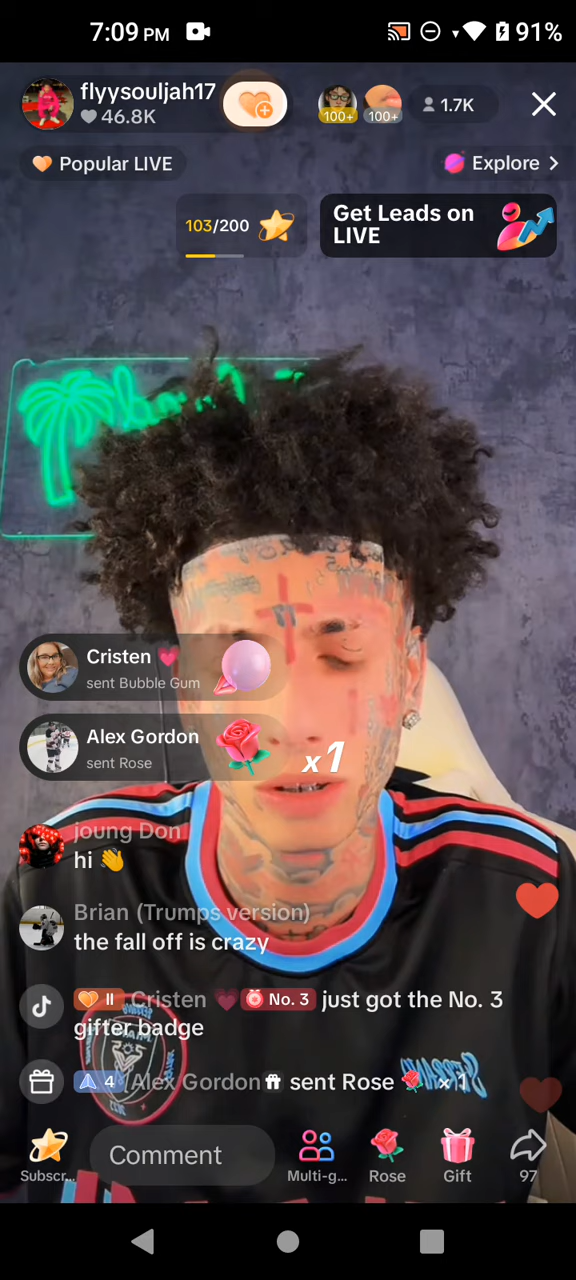 7:09 PM
91%
flyysouljah17
46.8K
100+
100+
1.7K
Popular LIVE
Explore >
103/200
Get Leads on
LIVE
Cristen
sent Bubble Gum
Alex Gordon
sent Rose
x1
joung Don
hi 👋
Brian (Trumps version)
the fall off is crazy
II Cristen No. 3 just got the No. 3
gifter badge
4 Alex Gordon sent Rose × 1
Subscr...
Comment
Multi-g...
Rose
Gift
97